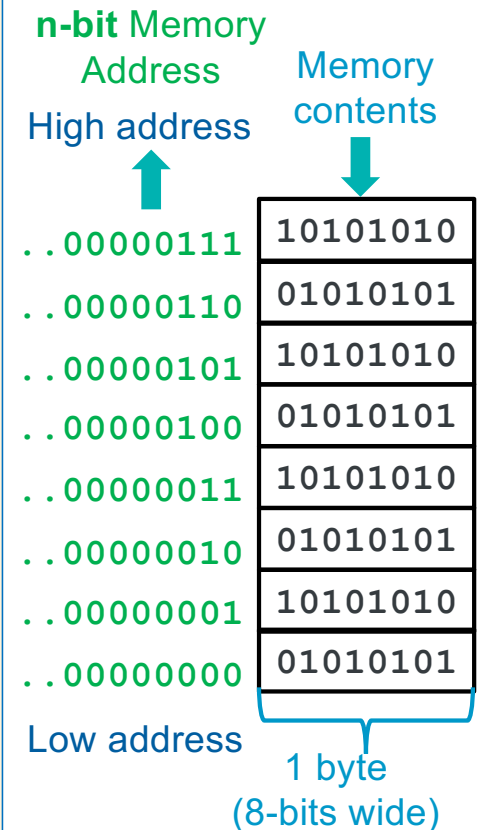 n-bit Memory
Address
Memory
contents
High address
..00000111 10101010
..00000110 01010101
..00000101 10101010
..00000100 01010101
..00000011 10101010
..00000010 01010101
..00000001 10101010
..00000000 01010101
Low address
1 byte
(8-bits wide)